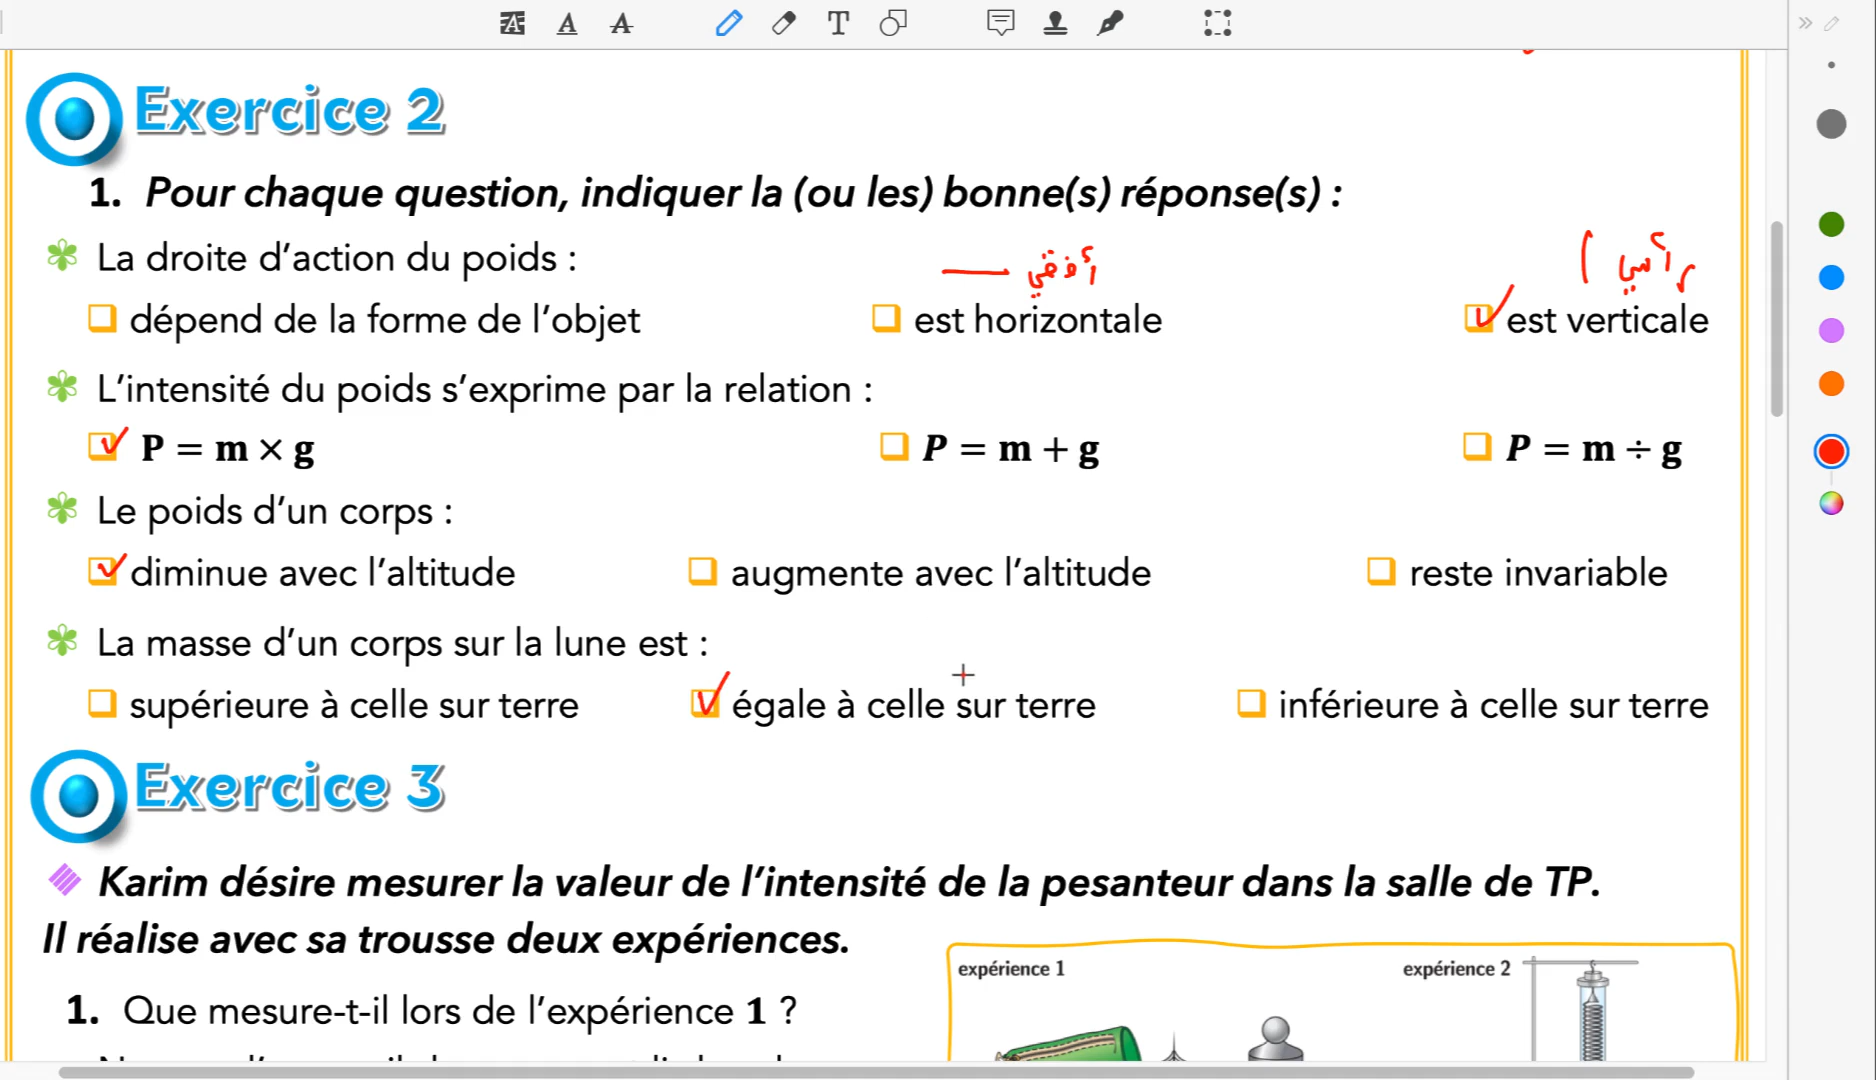 Exercice 2
1. Pour chaque question, indiquer la (ou les) bonne(s) réponse(s) :
La droite d’action du poids :
أفقي
رأسي
dépend de la forme de l’objet est horizontale est verticale
L’intensité du poids s’exprime par la relation :
P = m × g P = m + g P = m ÷ g
Le poids d’un corps :
diminue avec l’altitude augmente avec l’altitude reste invariable
La masse d’un corps sur la lune est :
supérieure à celle sur terre égale à celle sur terre inférieure à celle sur terre
Exercice 3
Karim désire mesurer la valeur de l’intensité de la pesanteur dans la salle de TP.
Il réalise avec sa trousse deux expériences.
expérience 1 expérience 2
1. Que mesure-t-il lors de l’expérience 1 ?